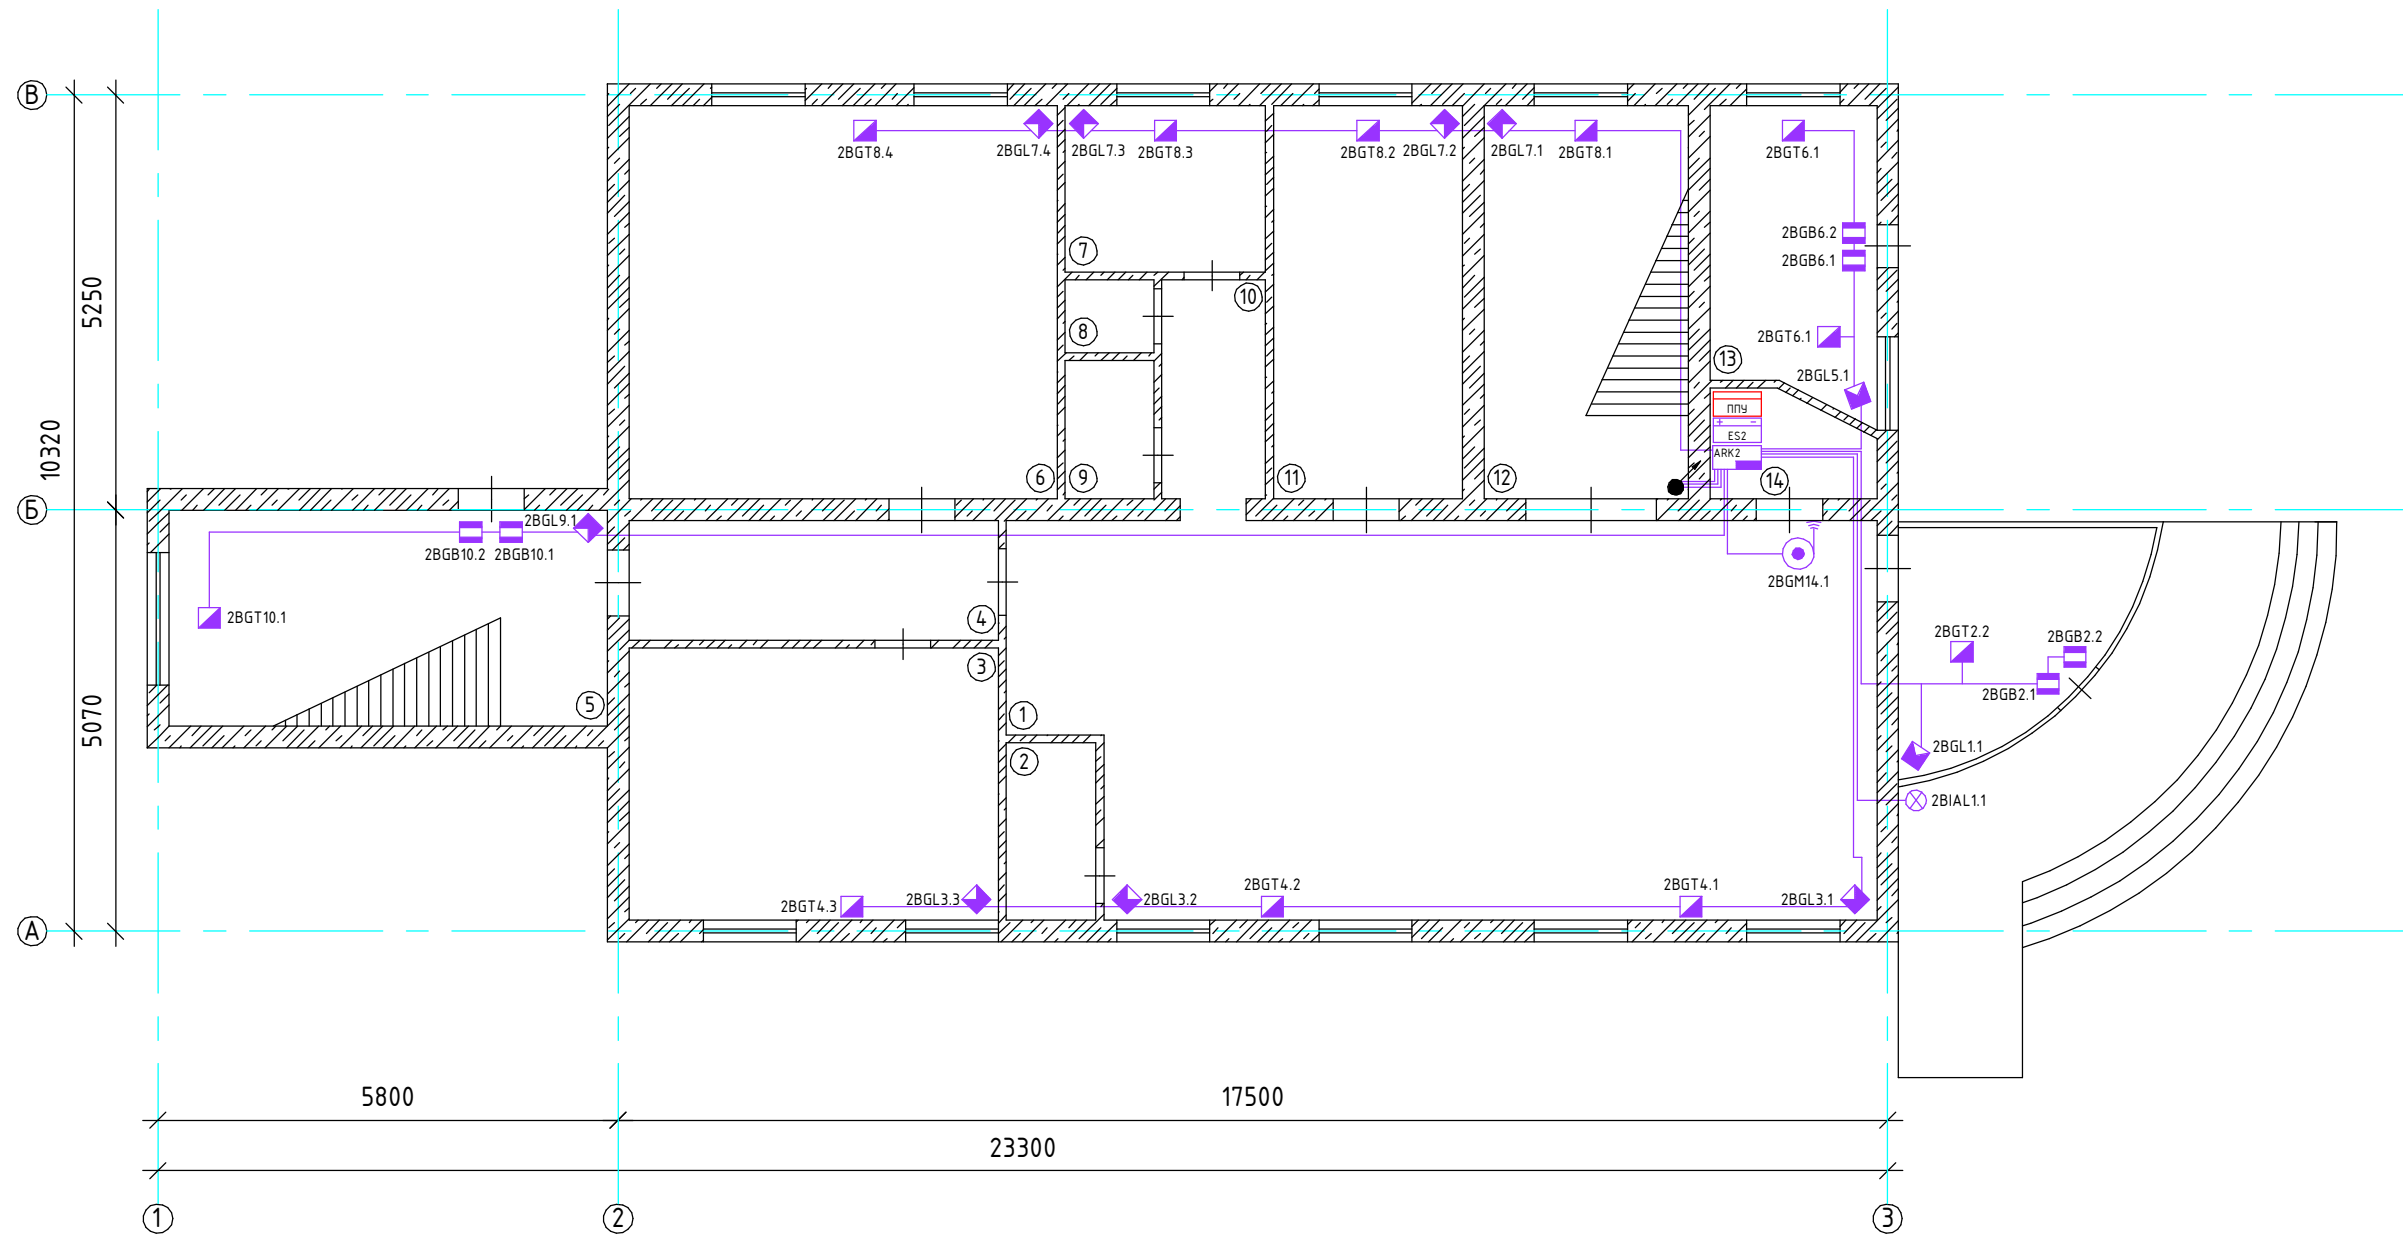 В
2BGT8.4
2BGL7.4
2BGL7.3
2BGT8.3
2BGT8.2
2BGL7.2
2BGL7.1
2BGT8.1
2BGT6.1
5250
2BGB6.2
2BGB6.1
7
10
8
2BGT6.1
13
2BGL5.1
10320
ППУ
+ -
ES2
ARK2
6
9
11
12
14
Б
2BGL9.1
2BGB10.2
2BGB10.1
2BGM14.1
2BGT10.1
4
3
2BGT2.2
2BGB2.2
2BGB2.1
5
5070
1
2
2BGL1.1
2BIAL1.1
2BGT4.3
2BGL3.3
2BGL3.2
2BGT4.2
2BGT4.1
2BGL3.1
А
5800
17500
23300
1
2
3